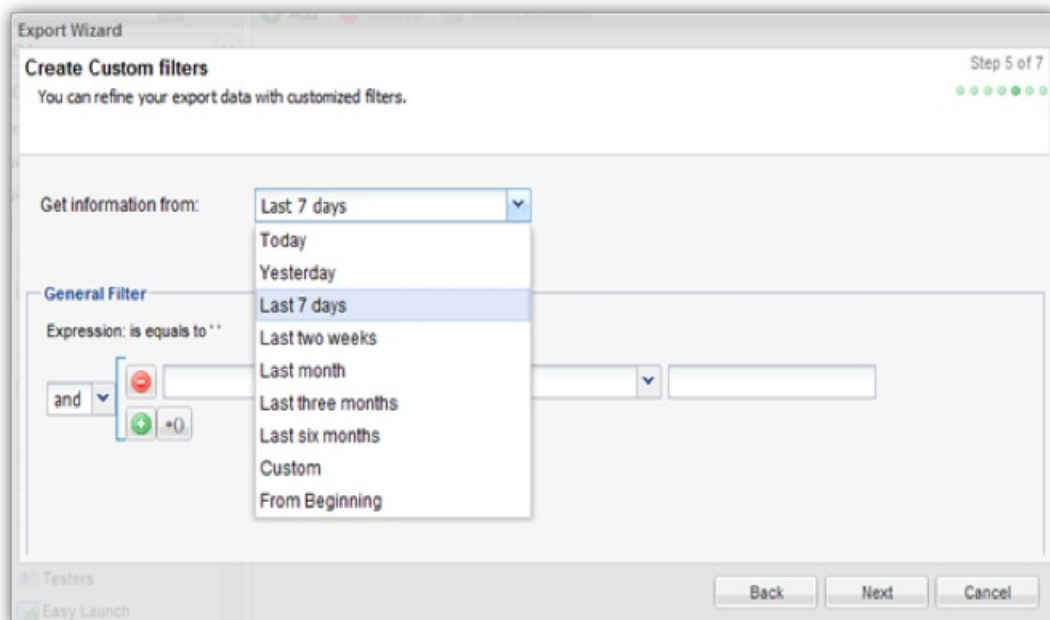 Add Remove
Export Wizard
Create Custom filters
Step 5 of 7
You can refine your export data with customized filters.
Get information from:
Last 7 days
Today
Yesterday
Last 7 days
Last two weeks
Last month
Last three months
Last six months
Custom
From Beginning
General Filter
Expression: is equals to ' '
and
+()
Testers
Easy Launch
Back
Next
Cancel